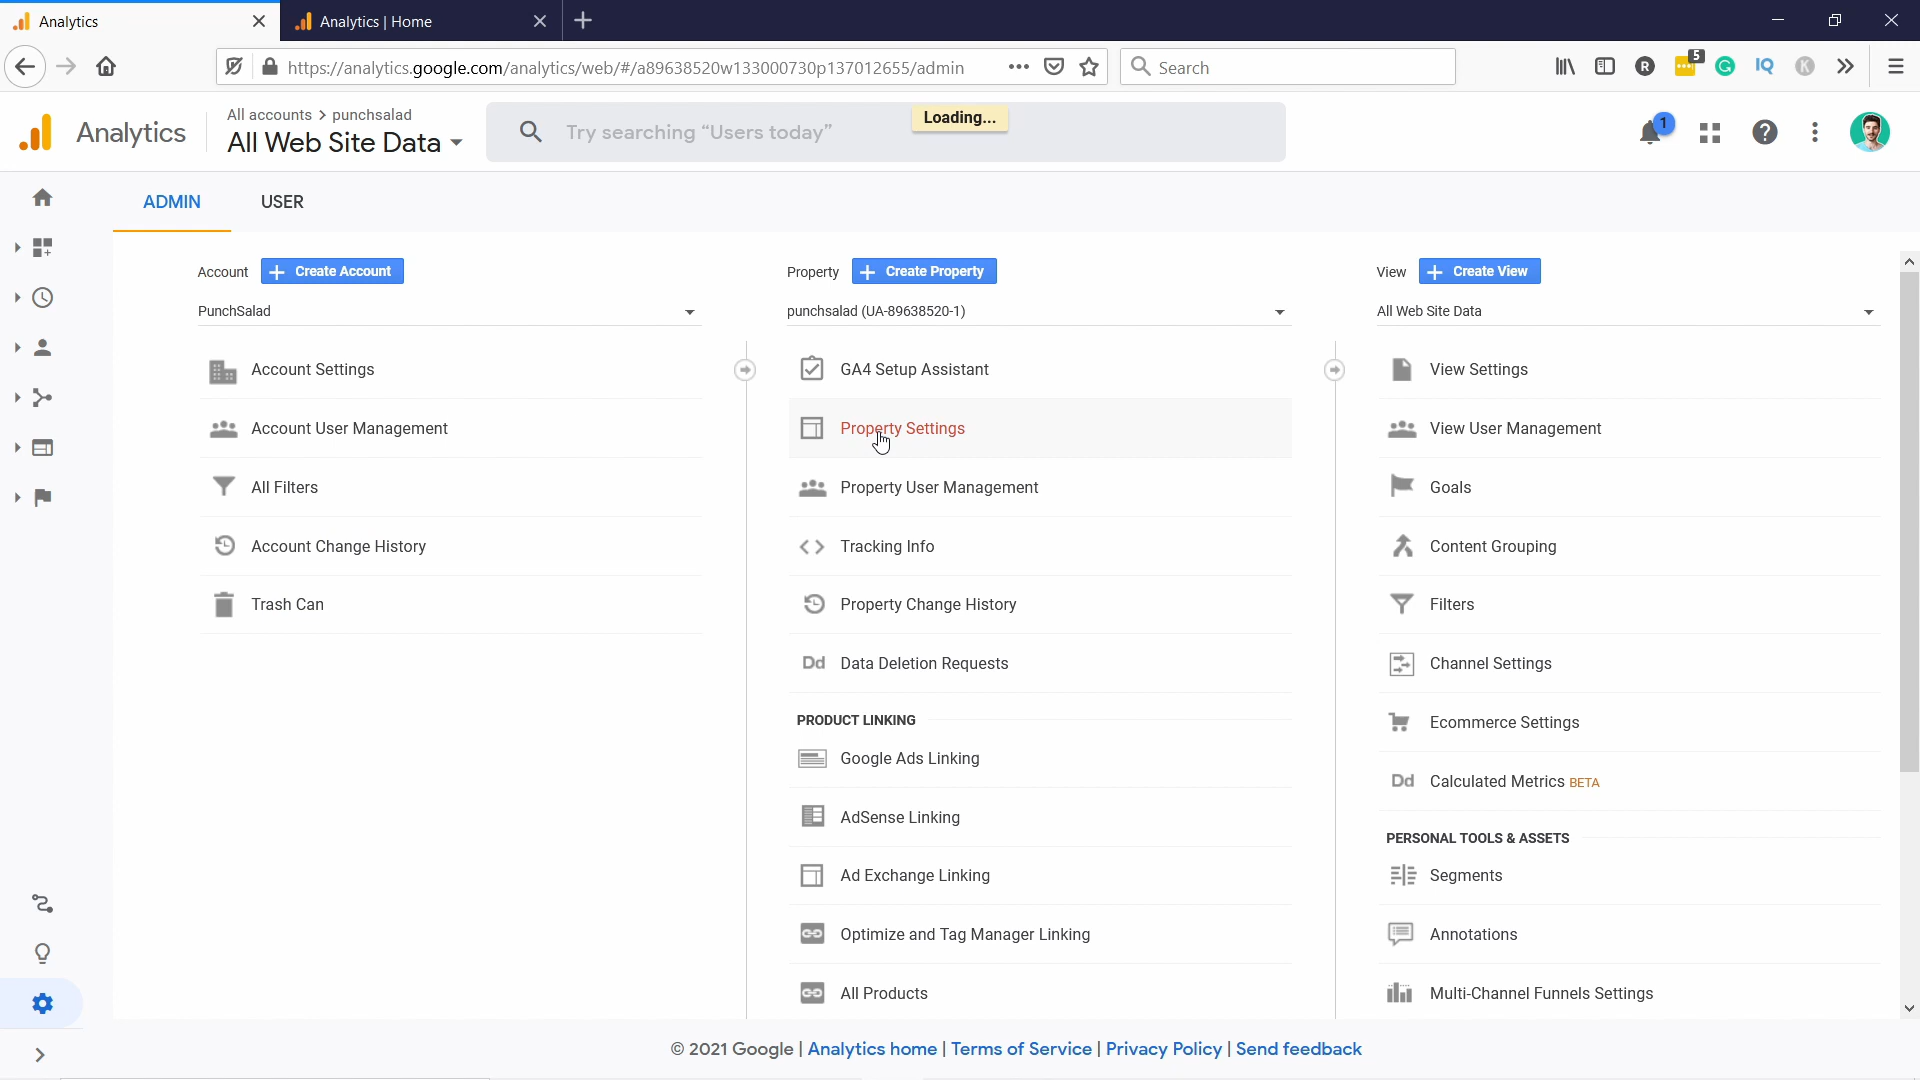 Analytics
Analytics | Home
https://analytics.google.com/analytics/web/#/a89638520w133000730p137012655/admin
Search
R
5
IQ
K
Analytics
All accounts > punchsalad
All Web Site Data
Try searching “Users today”
Loading...
1
ADMIN
USER
Account
+ Create Account
PunchSalad
Account Settings
Account User Management
All Filters
Account Change History
Trash Can
Property
+ Create Property
punchsalad (UA-89638520-1)
GA4 Setup Assistant
Property Settings
Property User Management
Tracking Info
Property Change History
Dd Data Deletion Requests
PRODUCT LINKING
Google Ads Linking
AdSense Linking
Ad Exchange Linking
Optimize and Tag Manager Linking
All Products
View
+ Create View
All Web Site Data
View Settings
View User Management
Goals
Content Grouping
Filters
Channel Settings
Ecommerce Settings
Dd Calculated Metrics BETA
PERSONAL TOOLS & ASSETS
Segments
Annotations
Multi-Channel Funnels Settings
© 2021 Google | Analytics home | Terms of Service | Privacy Policy | Send feedback